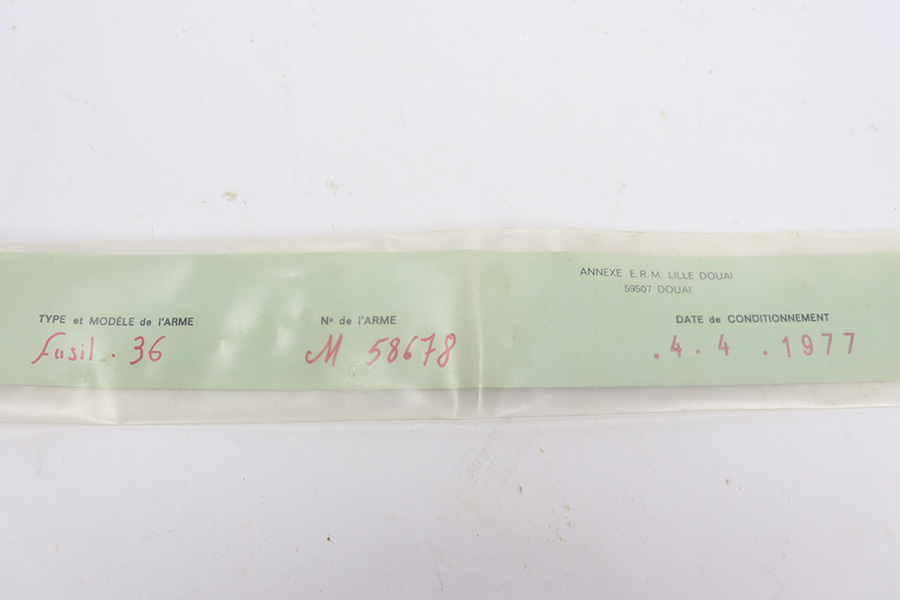 ANNEXE E.R.M. LILLE DOUAI
59507 DOUAI
TYPE et MODÈLE de l'ARME
N° de l'ARME
DATE de CONDITIONNEMENT
Fusil . 36
M 58678
.4.4 .1977